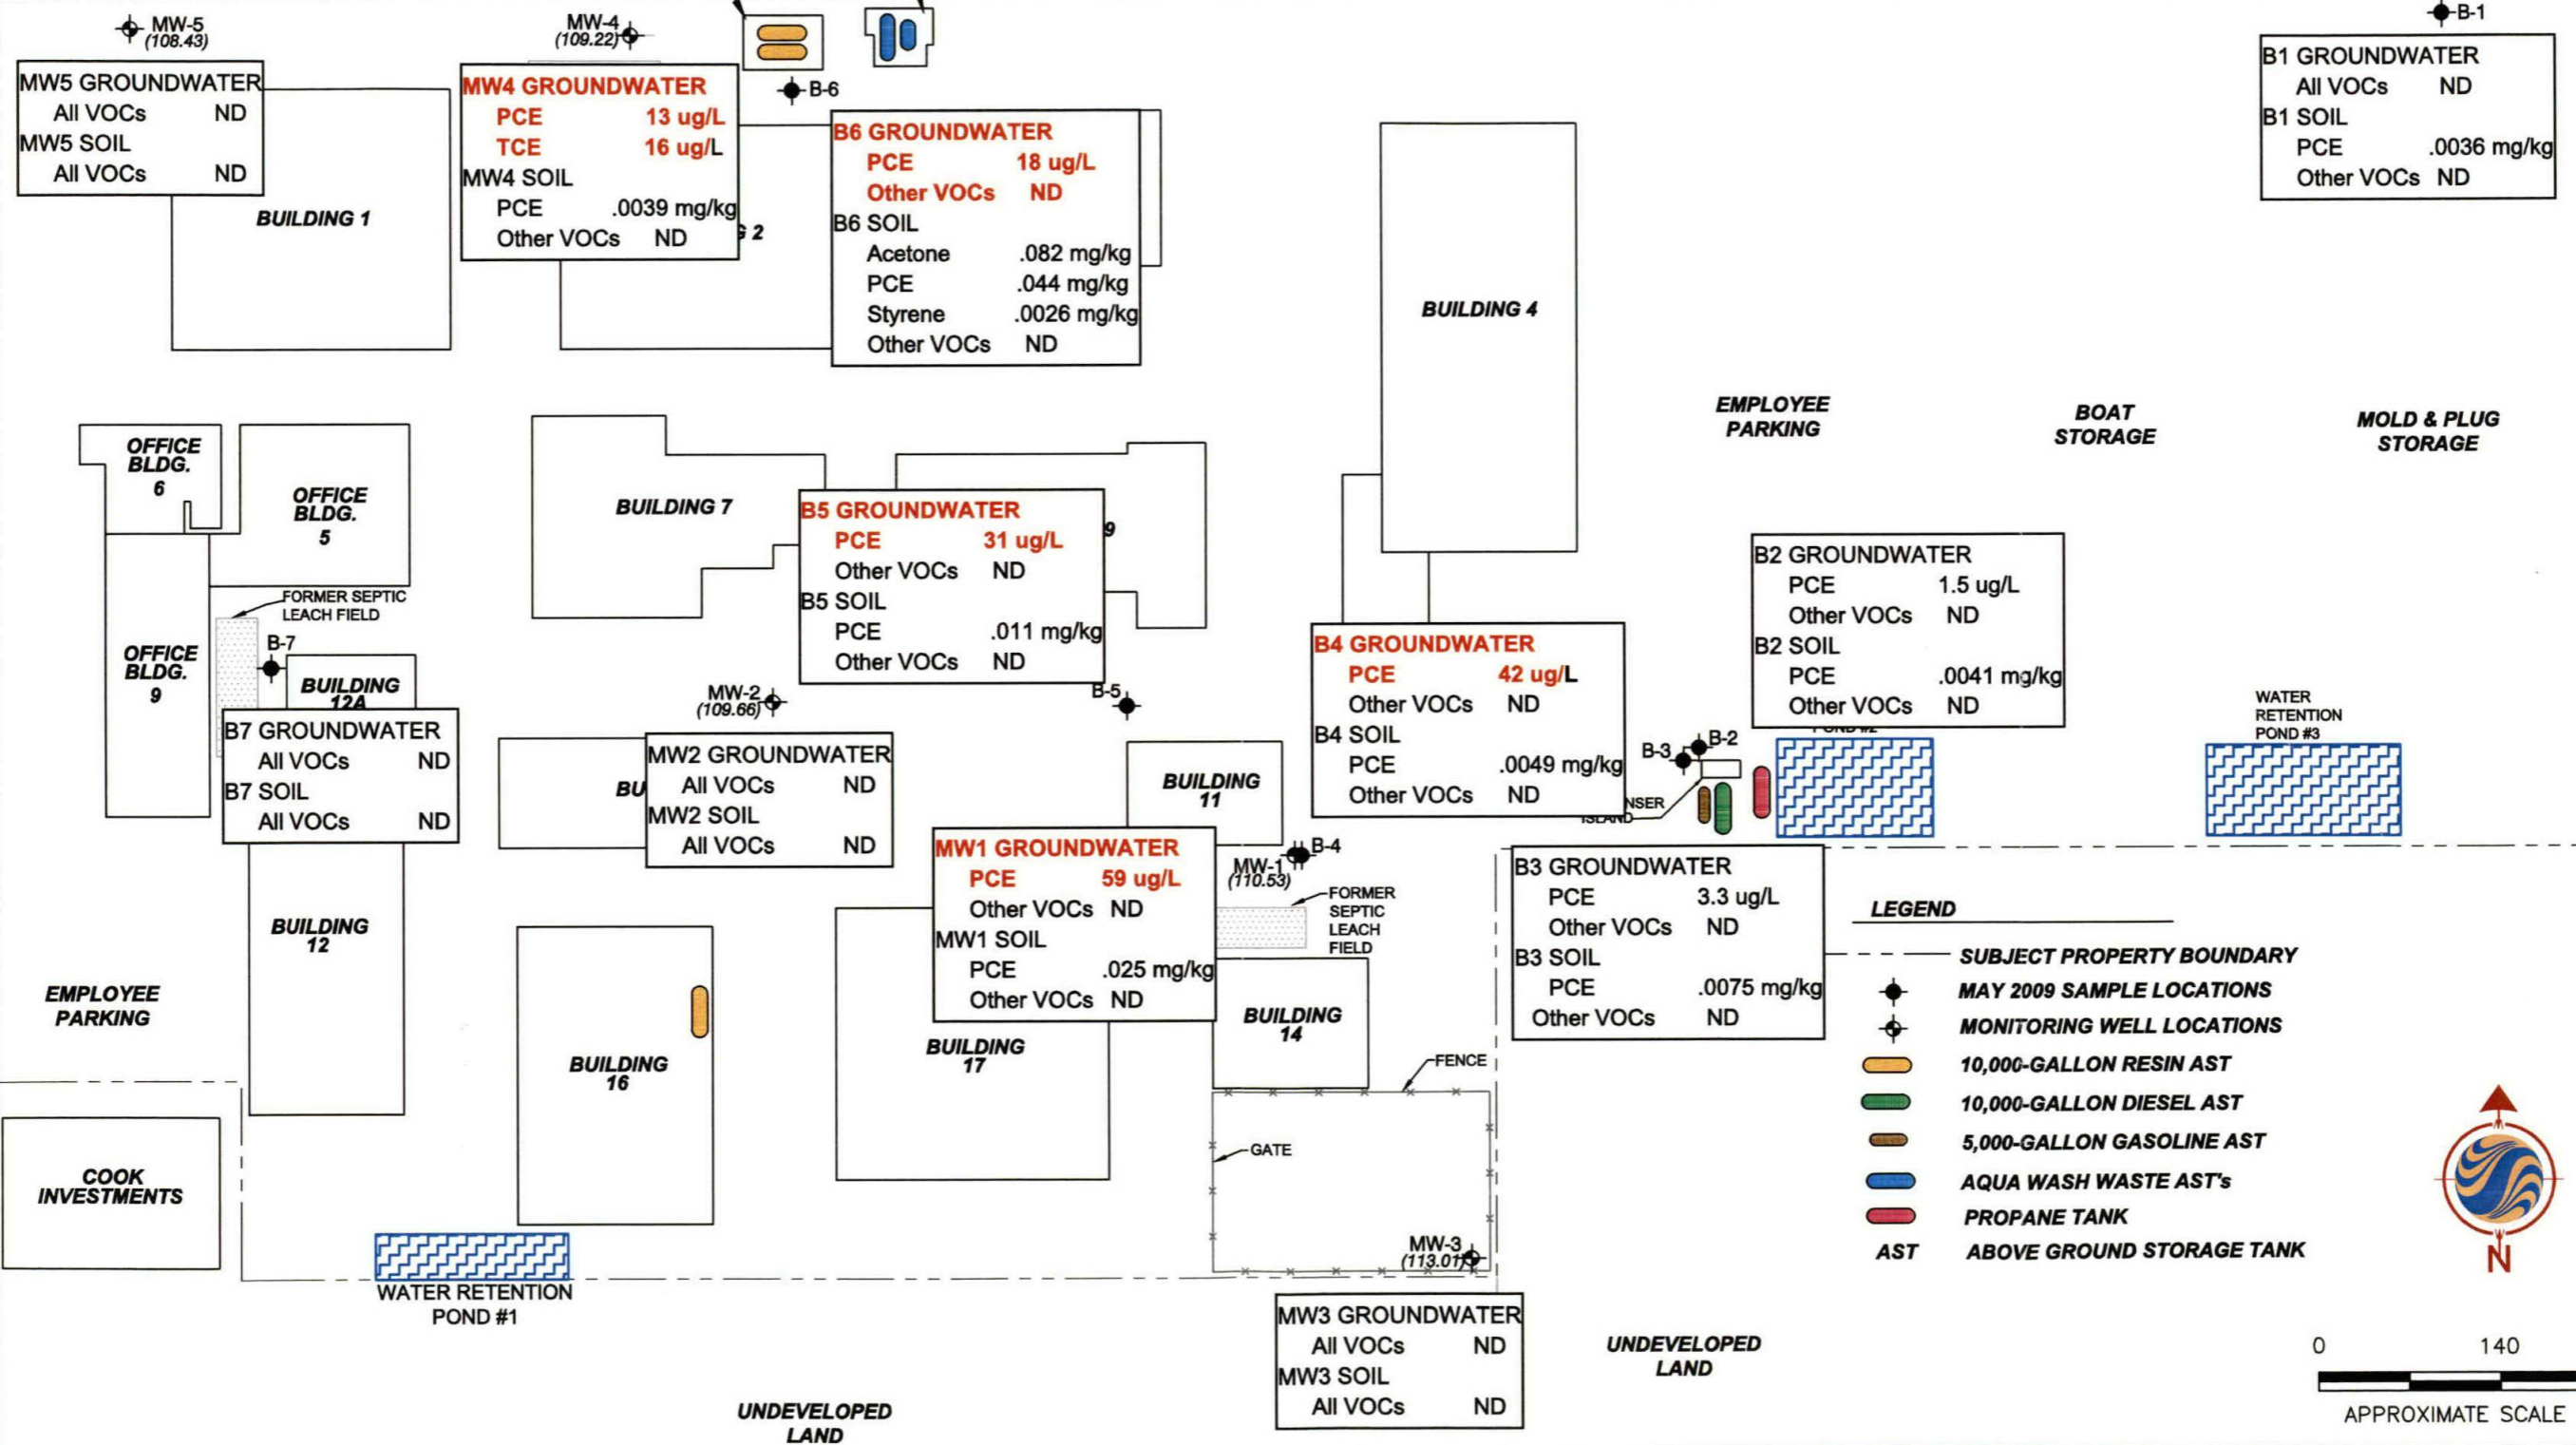 MW-5
(108.43)
MW5 GROUNDWATER
All VOCs ND
MW5 SOIL
All VOCs ND
BUILDING 1
MW-4
(109.22)
MW4 GROUNDWATER
PCE 13 ug/L
TCE 16 ug/L
MW4 SOIL
PCE .0039 mg/kg
Other VOCs ND
2
B-6
B6 GROUNDWATER
PCE 18 ug/L
Other VOCs ND
B6 SOIL
Acetone .082 mg/kg
PCE .044 mg/kg
Styrene .0026 mg/kg
Other VOCs ND
BUILDING 4
B-1
B1 GROUNDWATER
All VOCs ND
B1 SOIL
PCE .0036 mg/kg
Other VOCs ND
EMPLOYEE
PARKING
BOAT
STORAGE
MOLD & PLUG
STORAGE
OFFICE
BLDG.
6
OFFICE
BLDG.
5
FORMER SEPTIC
LEACH FIELD
B-7
OFFICE
BLDG.
9
BUILDING
12A
B7 GROUNDWATER
All VOCs ND
B7 SOIL
All VOCs ND
BUILDING
12
BUILDING 7
B5 GROUNDWATER
PCE 31 ug/L
Other VOCs ND
B5 SOIL
PCE .011 mg/kg
Other VOCs ND
9
B-5
MW-2
(109.66)
BU
MW2 GROUNDWATER
All VOCs ND
MW2 SOIL
All VOCs ND
BUILDING
11
B4 GROUNDWATER
PCE 42 ug/L
Other VOCs ND
B4 SOIL
PCE .0049 mg/kg
Other VOCs ND
B2 GROUNDWATER
PCE 1.5 ug/L
Other VOCs ND
B2 SOIL
PCE .0041 mg/kg
Other VOCs ND
B-3
B-2
NSER
ISLAND
WATER
RETENTION
POND #3
MW1 GROUNDWATER
PCE 59 ug/L
Other VOCs ND
MW1 SOIL
PCE .025 mg/kg
Other VOCs ND
B-4
MW-1
(110.53)
FORMER
SEPTIC
LEACH
FIELD
B3 GROUNDWATER
PCE 3.3 ug/L
Other VOCs ND
B3 SOIL
PCE .0075 mg/kg
Other VOCs ND
EMPLOYEE
PARKING
BUILDING
16
BUILDING
17
BUILDING
14
FENCE
GATE
COOK
INVESTMENTS
WATER RETENTION
POND #1
MW-3
(113.01)
MW3 GROUNDWATER
All VOCs ND
MW3 SOIL
All VOCs ND
UNDEVELOPED
LAND
UNDEVELOPED
LAND
LEGEND
SUBJECT PROPERTY BOUNDARY
MAY 2009 SAMPLE LOCATIONS
MONITORING WELL LOCATIONS
10,000-GALLON RESIN AST
10,000-GALLON DIESEL AST
5,000-GALLON GASOLINE AST
AQUA WASH WASTE AST's
PROPANE TANK
AST ABOVE GROUND STORAGE TANK
N
0 140
APPROXIMATE SCALE